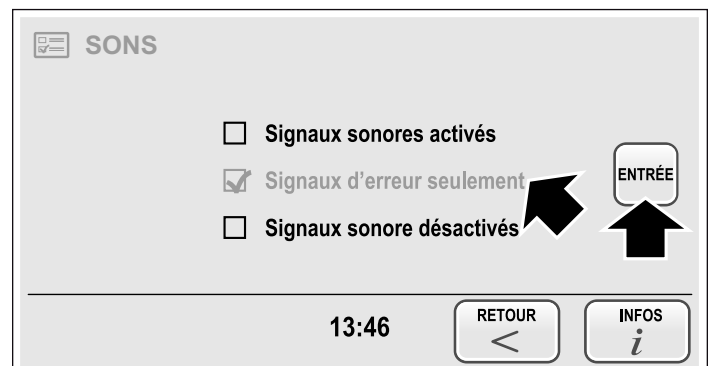 SONS
Signaux sonores activés
Signaux d'erreur seulement
ENTRÉE
Signaux sonore désactivés
13:46
RETOUR
<
INFOS
i